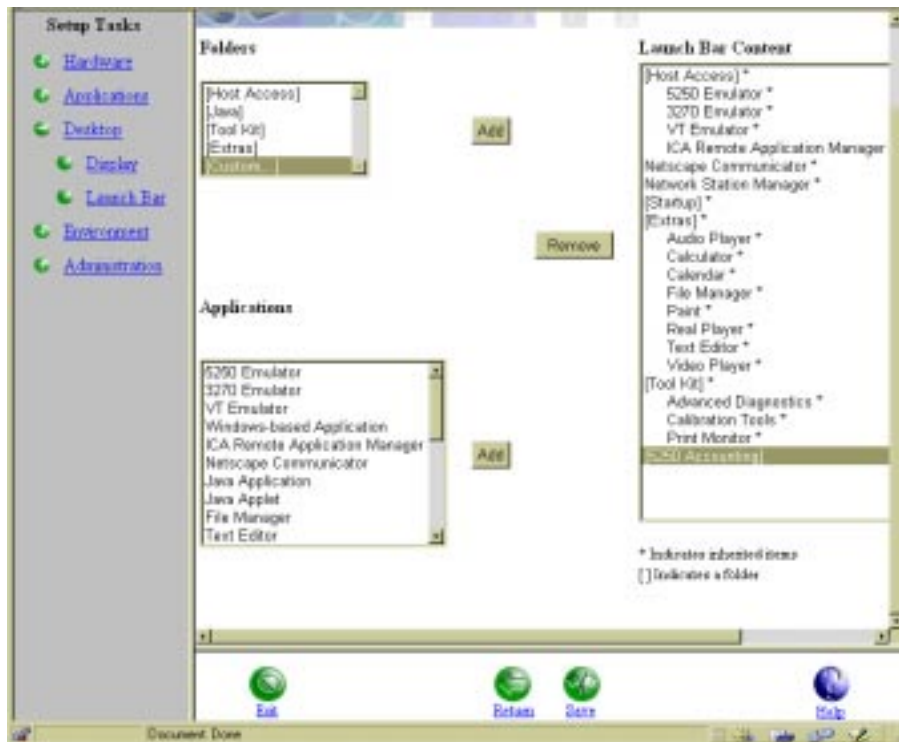 Setup Tasks
Hardware
Applications
Desktop
Display
Launch Bar
Environment
Administration
Folders
[Host Access]
[Java]
[Tool Kit]
[Extras]
[Custom...]
Add
Remove
Applications
5250 Emulator
3270 Emulator
VT Emulator
Windows-based Application
ICA Remote Application Manager
Netscape Communicator
Java Application
Java Applet
File Manager
Text Editor
Add
Launch Bar Content
[Host Access] *
5250 Emulator *
3270 Emulator *
VT Emulator *
ICA Remote Application Manager
Netscape Communicator *
Network Station Manager *
[Startup] *
[Extras] *
Audio Player *
Calculator *
Calendar *
File Manager *
Paint *
Real Player *
Text Editor *
Video Player *
[Tool Kit] *
Advanced Diagnostics *
Calibration Tools *
Print Monitor *
[5250 Accounting]
* Indicates inherited items
[ ] Indicates a folder
Exit
Return
Save
Help
Document: Done